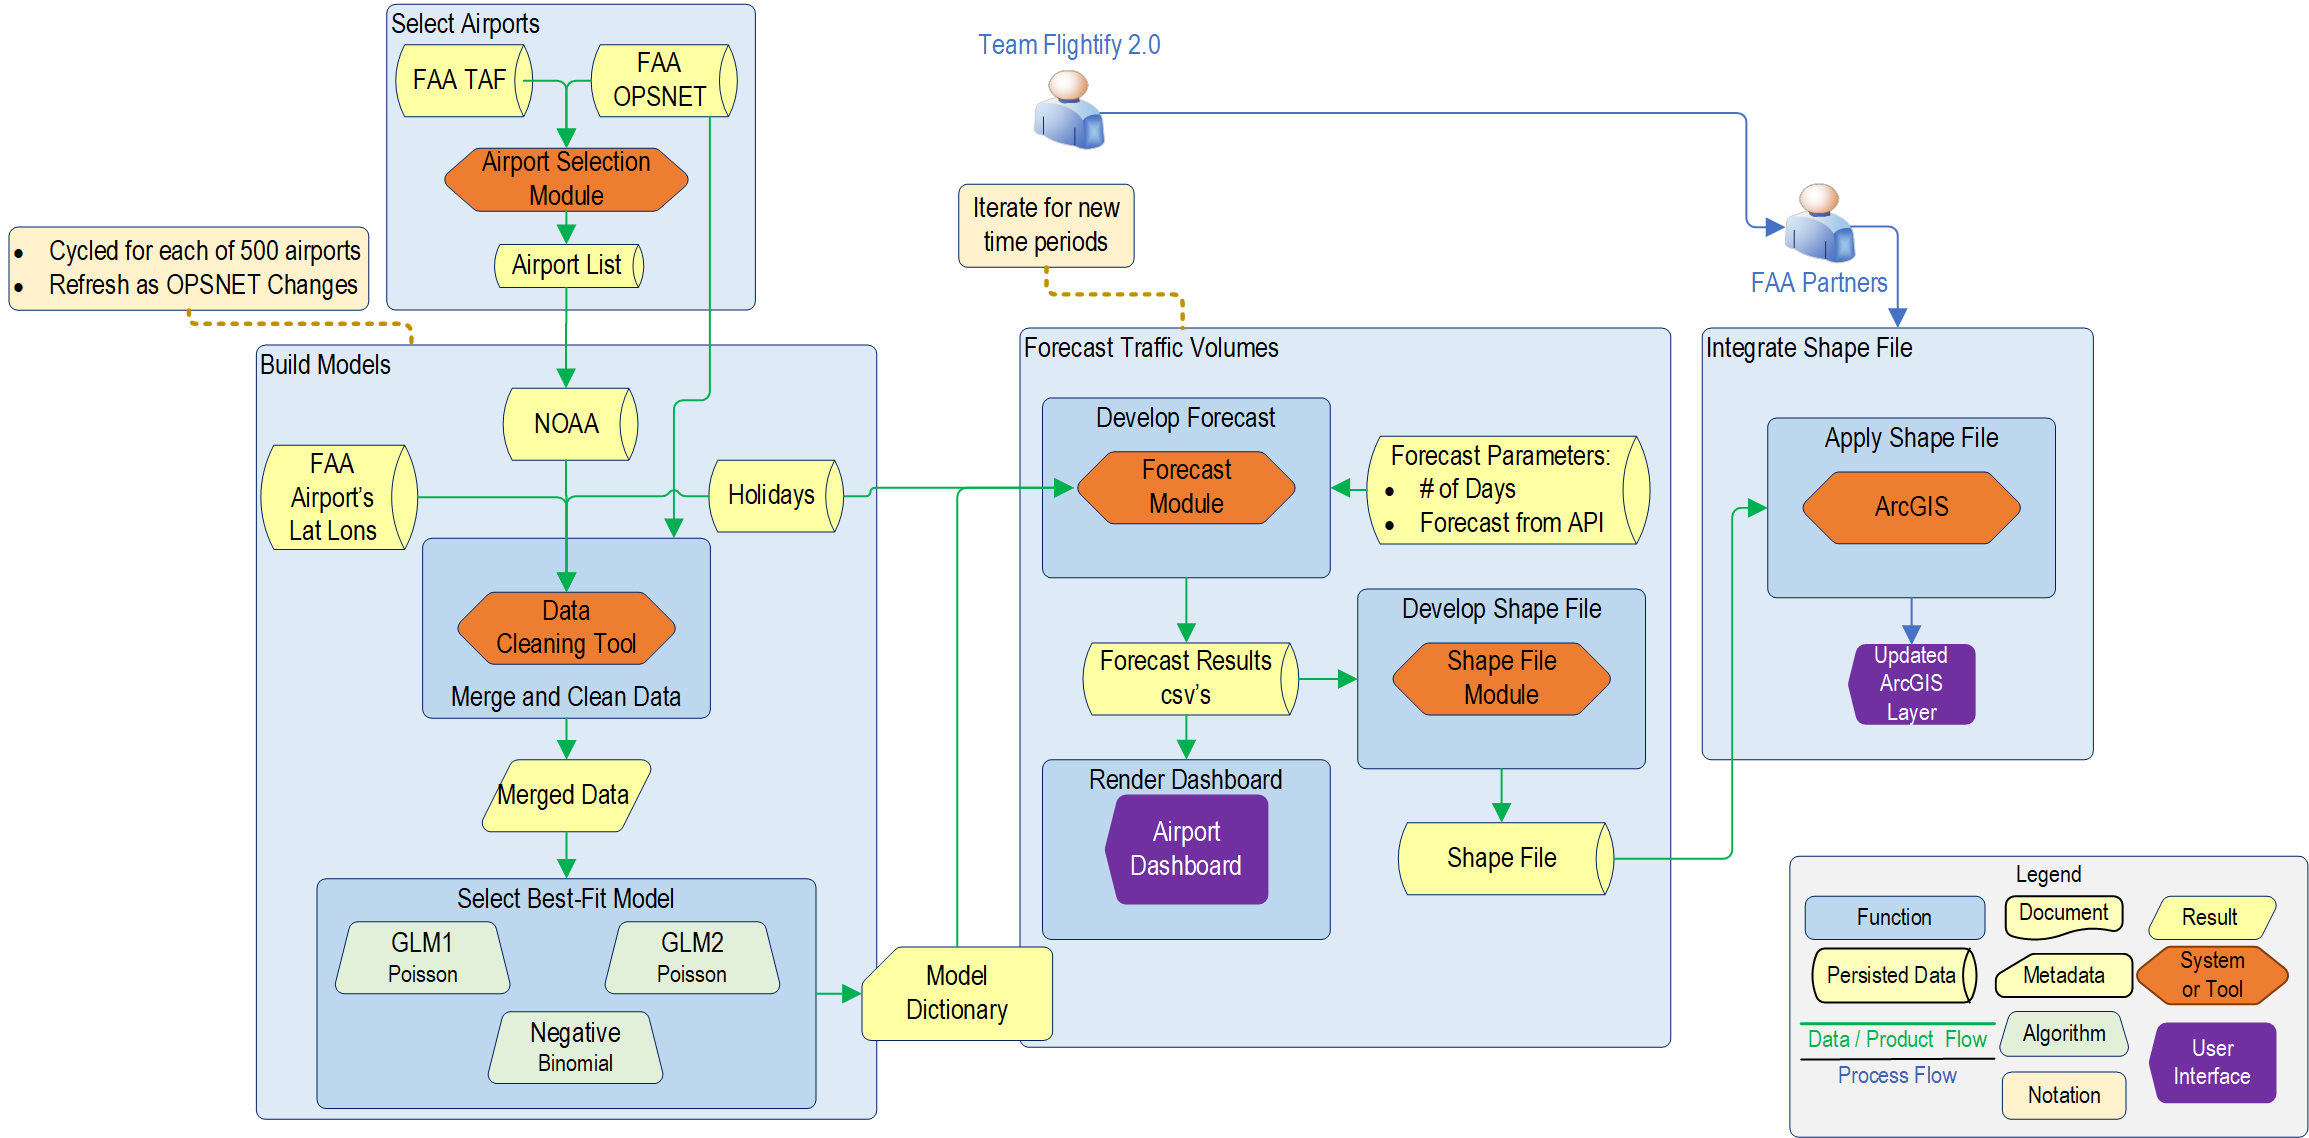 Select Airports
FAA TAF
FAA
OPSNET
Airport Selection
Module
Airport List
• Cycled for each of 500 airports
• Refresh as OPSNET Changes
Build Models
NOAA
FAA
Airport’s
Lat Lons
Holidays
Data
Cleaning Tool
Merge and Clean Data
Merged Data
Select Best-Fit Model
GLM1
Poisson
GLM2
Poisson
Negative
Binomial
Model
Dictionary
Team Flightify 2.0
Iterate for new
time periods
FAA Partners
Forecast Traffic Volumes
Develop Forecast
Forecast
Module
Forecast Parameters:
• # of Days
• Forecast from API
Forecast Results
csv’s
Develop Shape File
Shape File
Module
Render Dashboard
Airport
Dashboard
Shape File
Integrate Shape File
Apply Shape File
ArcGIS
Updated
ArcGIS
Layer
Legend
Function
Document
Result
Persisted Data
Metadata
System
or Tool
Data / Product Flow
Algorithm
Process Flow
User
Interface
Notation